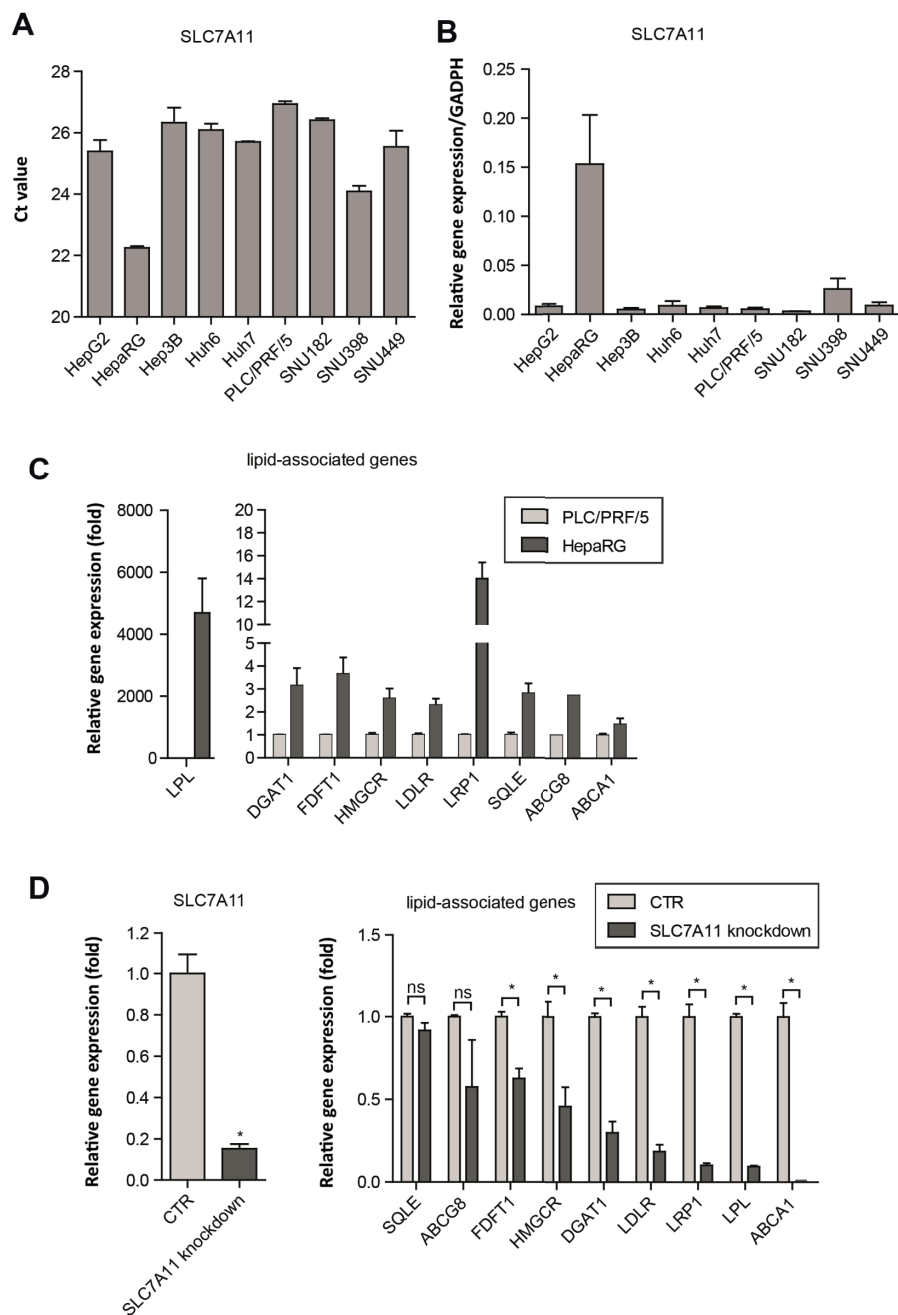 A
SLC7A11
Ct value
28
26
24
22
20
HepG2
HepaRG
Hep3B
Huh6
Huh7
PLC/PRF/5
SNU182
SNU398
SNU449
B
SLC7A11
Relative gene expression/GADPH
0.25
0.20
0.15
0.10
0.05
0.00
HepG2
HepaRG
Hep3B
Huh6
Huh7
PLC/PRF/5
SNU182
SNU398
SNU449
C
lipid-associated genes
Relative gene expression (fold)
8000
6000
4000
2000
0
LPL
20
18
16
14
12
10
5
4
3
2
1
0
PLC/PRF/5
HepaRG
DGAT1
FDFT1
HMGCR
LDLR
LRP1
SQLE
ABCG8
ABCA1
D
SLC7A11
Relative gene expression (fold)
1.2
1.0
0.8
0.6
0.4
0.2
0.0
*
CTR
SLC7A11 knockdown
lipid-associated genes
CTR
SLC7A11 knockdown
Relative gene expression (fold)
1.5
1.0
0.5
0.0
ns
ns
*
*
*
*
*
*
*
SQLE
ABCG8
FDFT1
HMGCR
DGAT1
LDLR
LRP1
LPL
ABCA1